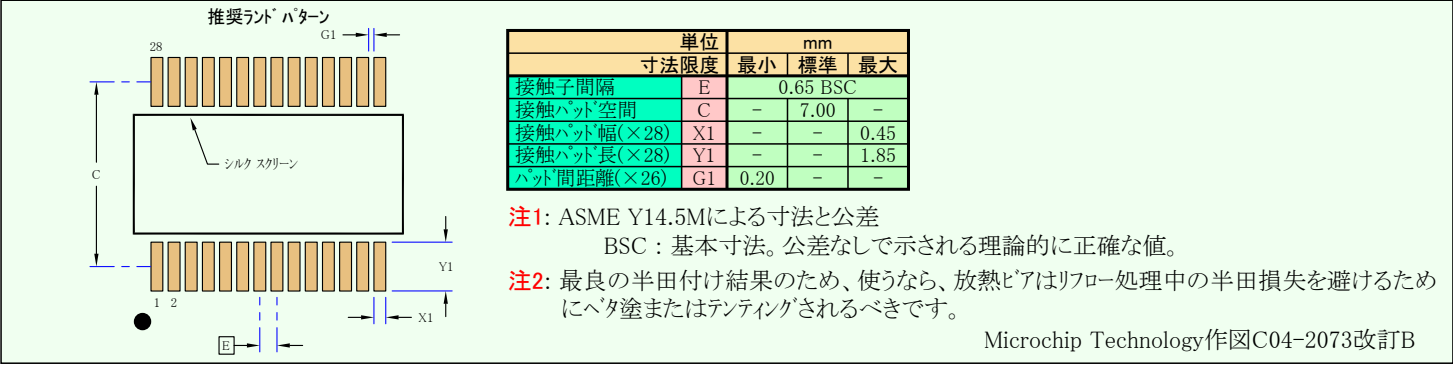 推奨ランド パターン
G1
28
C
シルク スクリーン
Y1
1 2
X1
E
単位 mm
寸法限度 最小 標準 最大
接触子間隔 E 0.65 BSC
接触パッド空間 C - 7.00 -
接触パッド幅(×28) X1 - - 0.45
接触パッド長(×28) Y1 - - 1.85
パッド間距離(×26) G1 0.20 - -
注1: ASME Y14.5Mによる寸法と公差
BSC : 基本寸法。公差なしで示される理論的に正確な値。
注2: 最良の半田付け結果のため、使うなら、放熱ビアはリフロー処理中の半田損失を避けるため
にベタ塗またはテンティングされるべきです。
Microchip Technology作図C04-2073改訂B